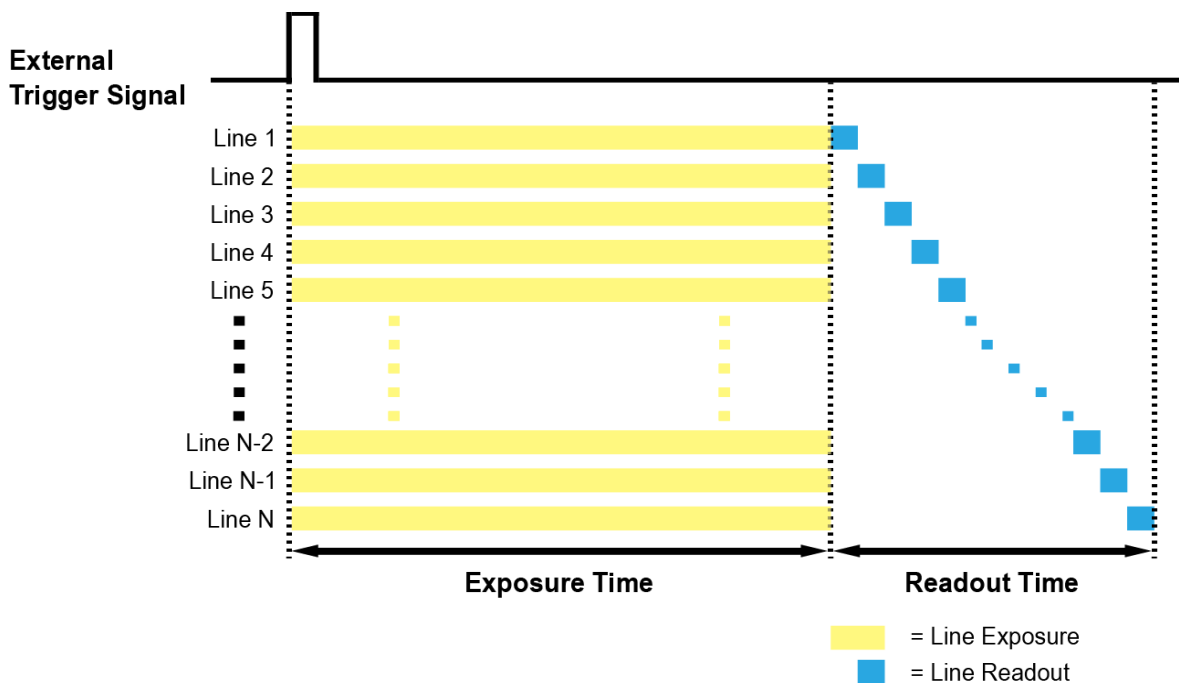 External
Trigger Signal
Line 1
Line 2
Line 3
Line 4
Line 5
Line N-2
Line N-1
Line N
Exposure Time
Readout Time
= Line Exposure
= Line Readout